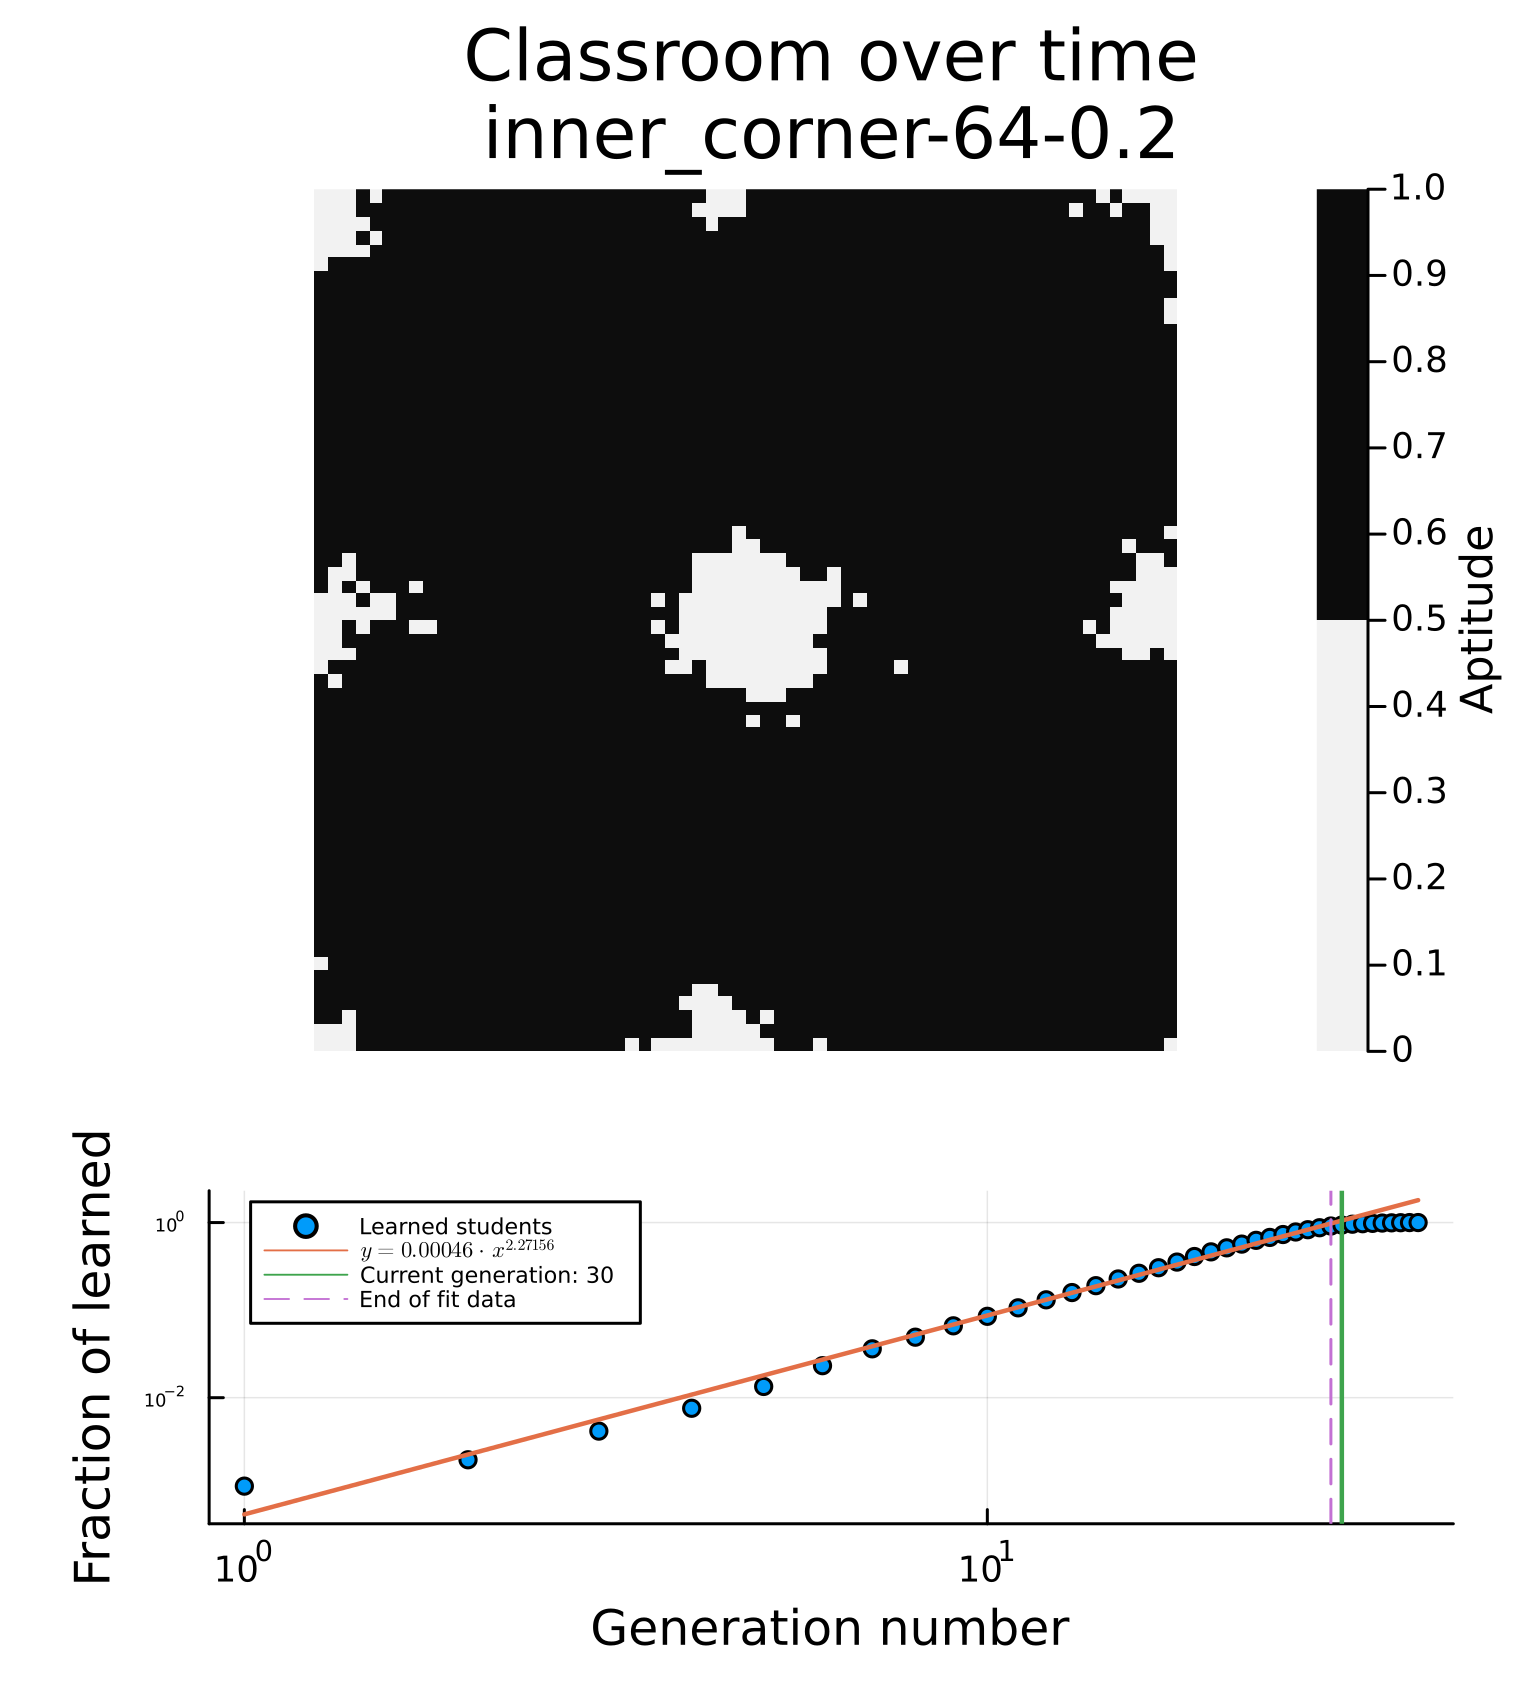 Classroom over time
inner_corner-64-0.2
1.0
0.9
0.8
0.7
0.6
0.5
0.4
0.3
0.2
0.1
0
Aptitude
Fraction of learned
10^0
10^-2
Learned students
y = 0.00046 · x^2.27156
Current generation: 30
End of fit data
10^0
10^1
Generation number